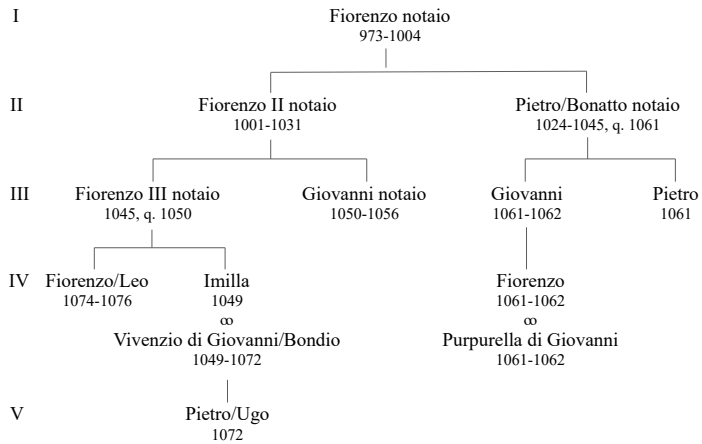 I Fiorenzo notaio
973-1004
II Fiorenzo II notaio Pietro/Bonatto notaio
1001-1031 1024-1045, q. 1061
III Fiorenzo III notaio Giovanni notaio Giovanni Pietro
1045, q. 1050 1050-1056 1061-1062 1061
IV Fiorenzo/Leo Imilla Fiorenzo
1074-1076 1049 1061-1062
∞ ∞
Vivenzio di Giovanni/Bondio Purpurella di Giovanni
1049-1072 1061-1062
V Pietro/Ugo
1072